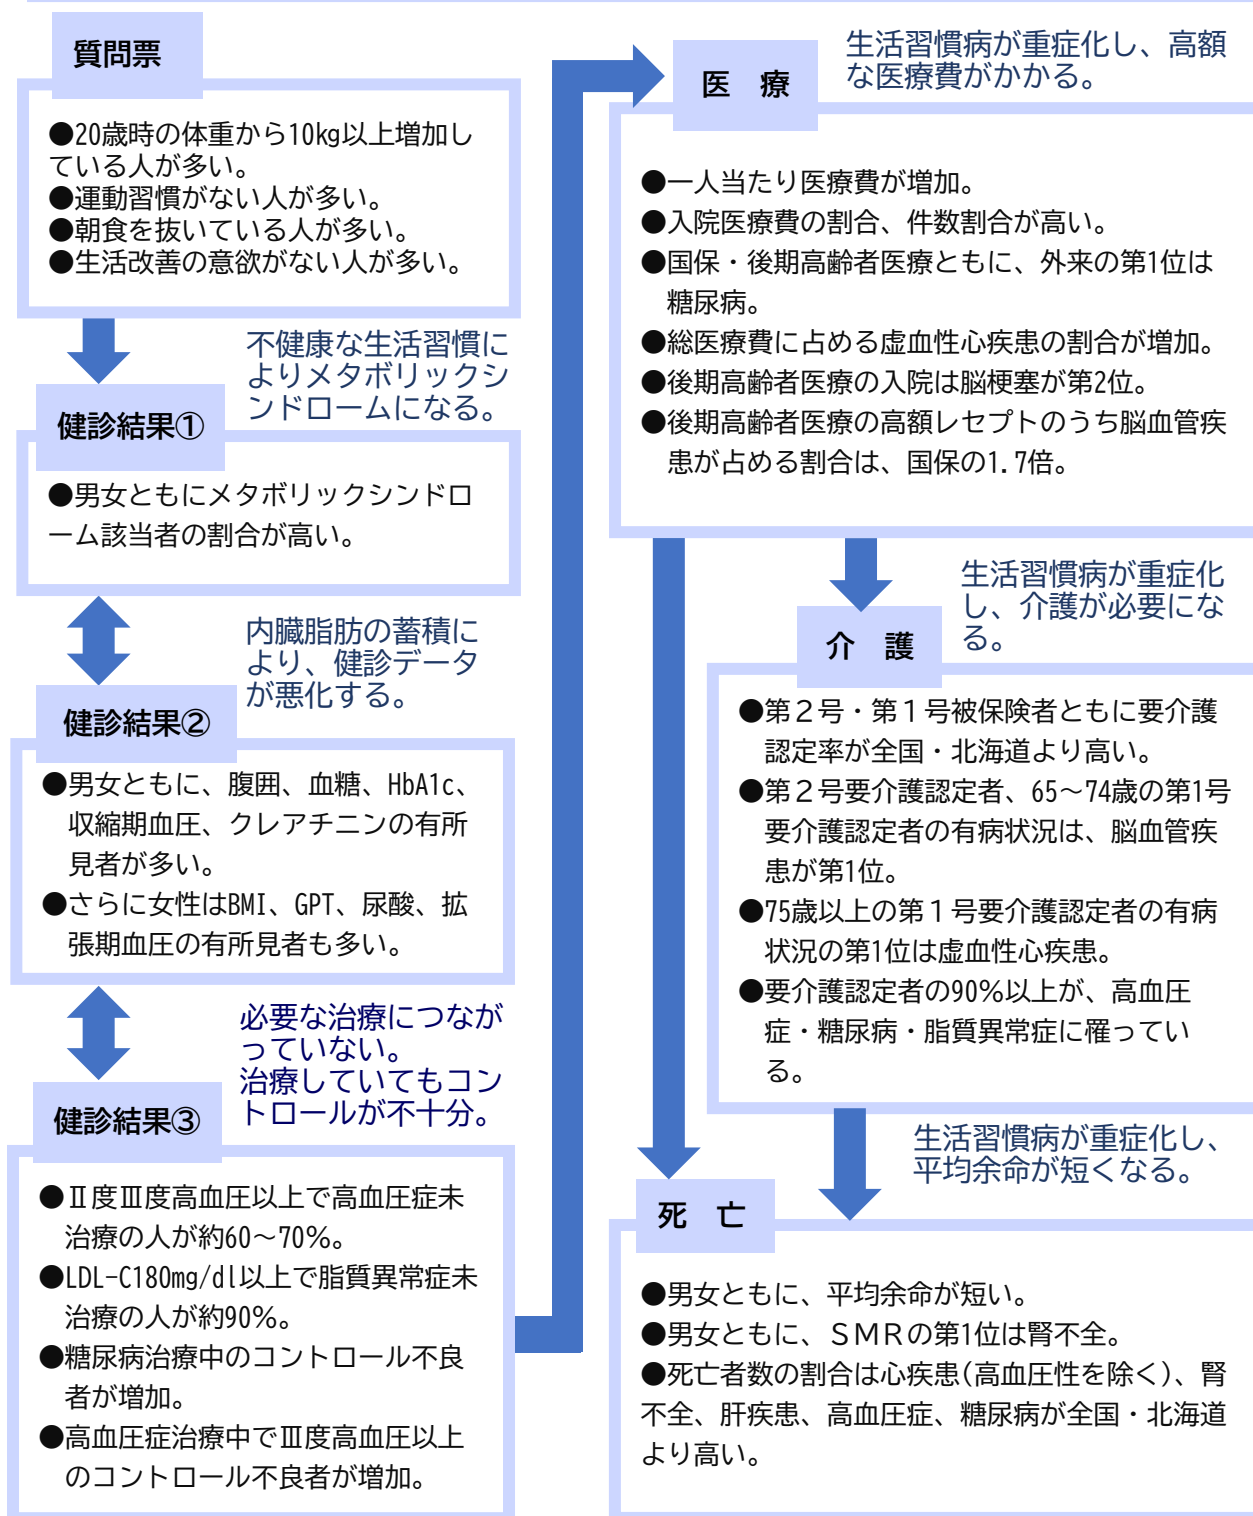 質問票
●20歳時の体重から10kg以上増加し
ている人が多い。
●運動習慣がない人が多い。
●朝食を抜いている人が多い。
●生活改善の意欲がない人が多い。
不健康な生活習慣に
よりメタボリックシ
ンドロームになる。
健診結果①
●男女ともにメタボリックシンドロ
ーム該当者の割合が高い。
内臓脂肪の蓄積に
より、健診データ
が悪化する。
健診結果②
●男女ともに、腹囲、血糖、HbA1c、
収縮期血圧、クレアチニンの有所
見者が多い。
●さらに女性はBMI、GPT、尿酸、拡
張期血圧の有所見者も多い。
必要な治療につなが
っていない。
治療していてもコン
トロールが不十分。
健診結果③
●Ⅱ度Ⅲ度高血圧以上で高血圧症未
治療の人が約60～70%。
●LDL-C180mg/dl以上で脂質異常症未
治療の人が約90%。
●糖尿病治療中のコントロール不良
者が増加。
●高血圧症治療中でⅢ度高血圧以上
のコントロール不良者が増加。
医　療
生活習慣病が重症化し、高額
な医療費がかかる。
●一人当たり医療費が増加。
●入院医療費の割合、件数割合が高い。
●国保・後期高齢者医療ともに、外来の第1位は
糖尿病。
●総医療費に占める虚血性心疾患の割合が増加。
●後期高齢者医療の入院は脳梗塞が第2位。
●後期高齢者医療の高額レセプトのうち脳血管疾
患が占める割合は、国保の1.7倍。
生活習慣病が重症化
し、介護が必要にな
る。
介　護
●第２号・第１号被保険者ともに要介護
認定率が全国・北海道より高い。
●第２号要介護認定者、65～74歳の第1号
要介護認定者の有病状況は、脳血管疾
患が第1位。
●75歳以上の第１号要介護認定者の有病
状況の第1位は虚血性心疾患。
●要介護認定者の90%以上が、高血圧
症・糖尿病・脂質異常症に罹ってい
る。
生活習慣病が重症化し、
平均余命が短くなる。
死　亡
●男女ともに、平均余命が短い。
●男女ともに、ＳＭＲの第1位は腎不全。
●死亡者数の割合は心疾患(高血圧性を除く)、腎
不全、肝疾患、高血圧症、糖尿病が全国・北海道
より高い。